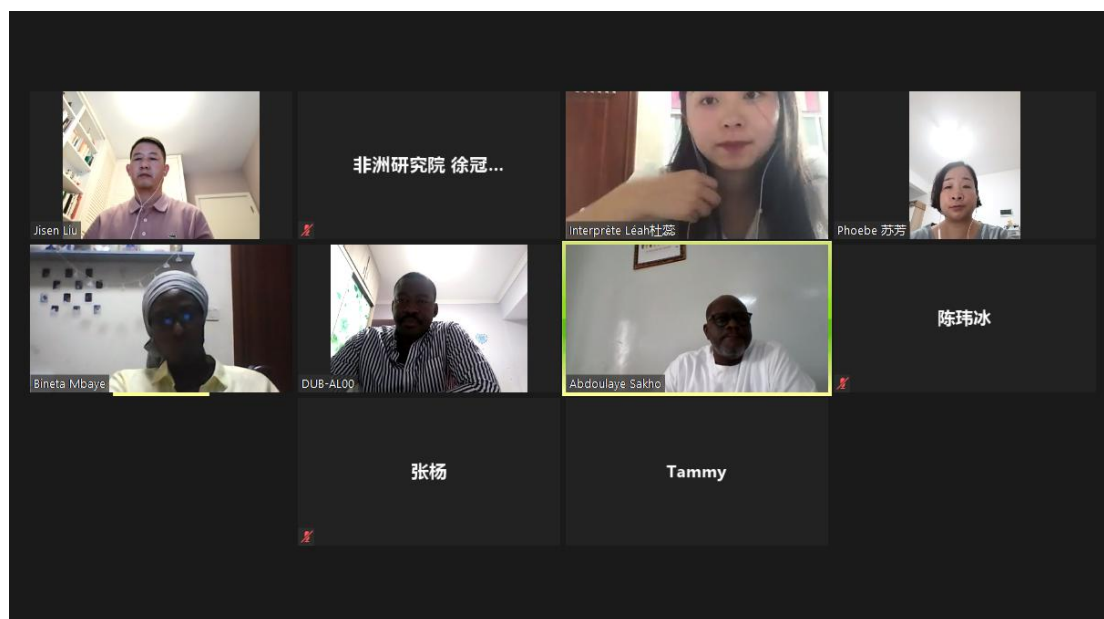 Jisen Liu
非洲研究院 徐冠...
Interprète Léah杜蕊
Phoebe 苏芳
Bineta Mbaye
DUB-AL00
Abdoulaye Sakho
陈玮冰
张杨
Tammy